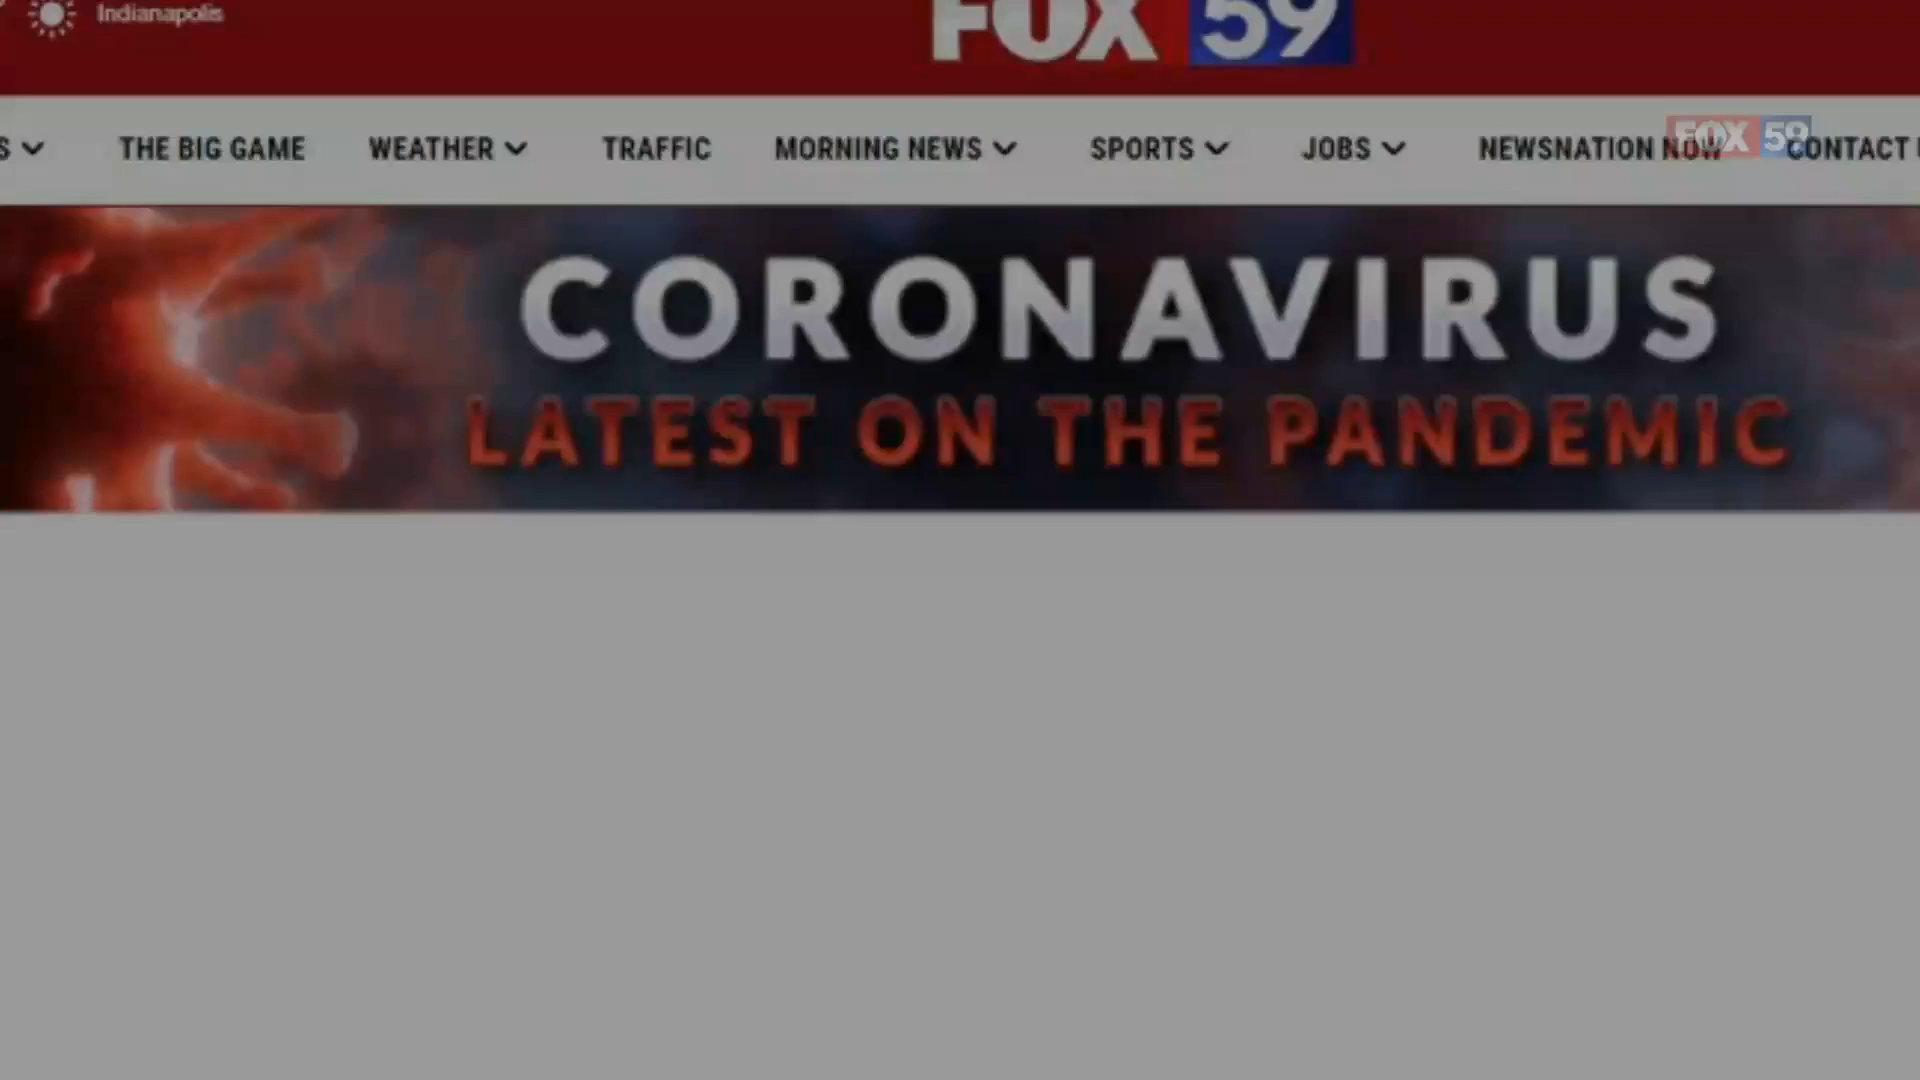 Indianapolis
FOX 59
S THE BIG GAME WEATHER TRAFFIC MORNING NEWS SPORTS JOBS NEWSNATION NOW CONTACT
FOX 59
CORONAVIRUS
LATEST ON THE PANDEMIC